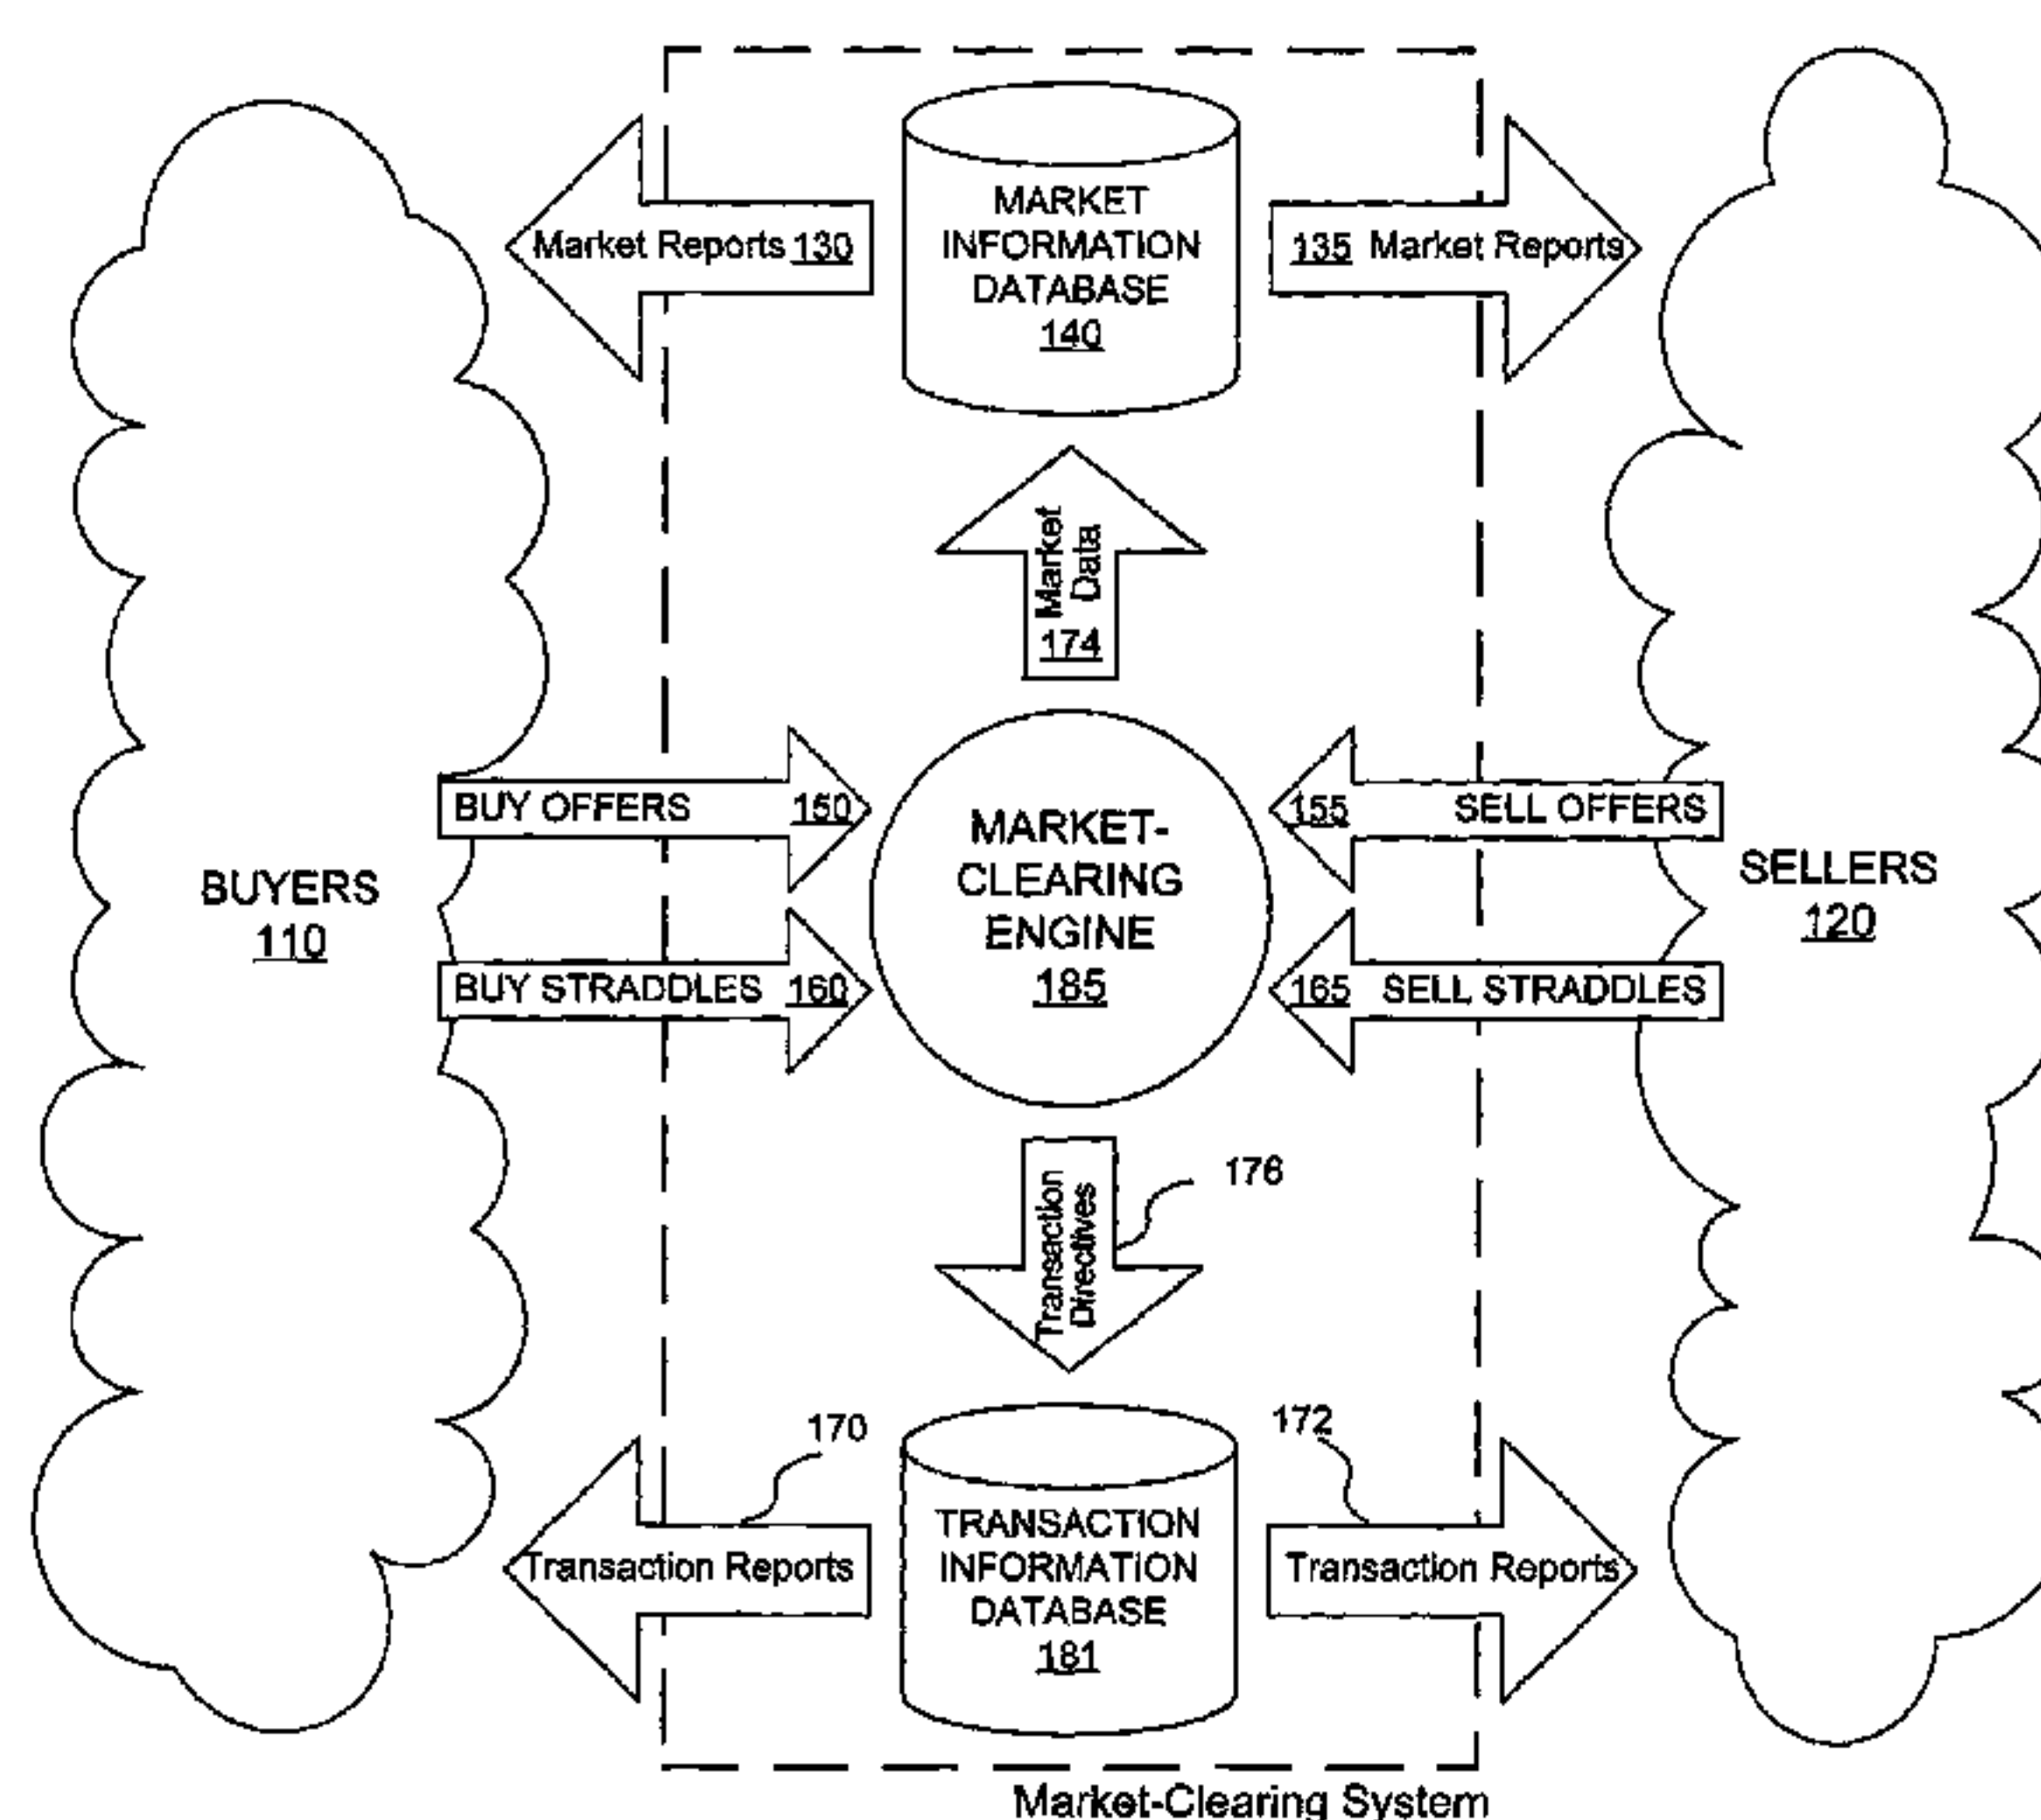 MARKET
INFORMATION
DATABASE
140
Market Reports 130
135 Market Reports
Market
Data
174
BUY OFFERS 150
155 SELL OFFERS
MARKET-
CLEARING
ENGINE
185
BUYERS
110
SELLERS
120
BUY STRADDLES 160
165 SELL STRADDLES
Transaction
Directives
176
170
172
Transaction Reports
TRANSACTION
INFORMATION
DATABASE
181
Transaction Reports
Market-Clearing System